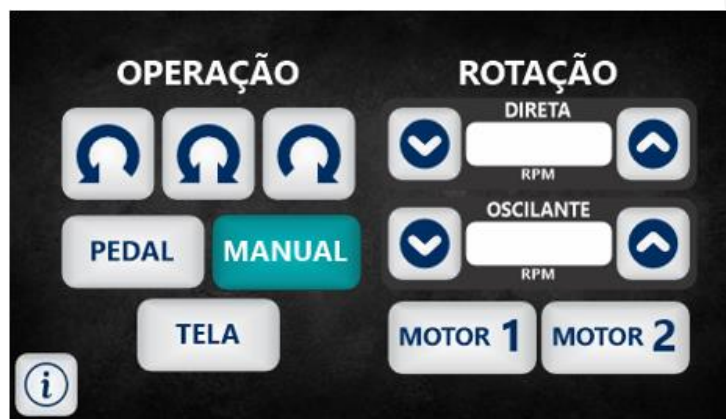 OPERAÇÃO
PEDAL
MANUAL
TELA
i
ROTAÇÃO
DIRETA
RPM
OSCILANTE
RPM
MOTOR 1
MOTOR 2